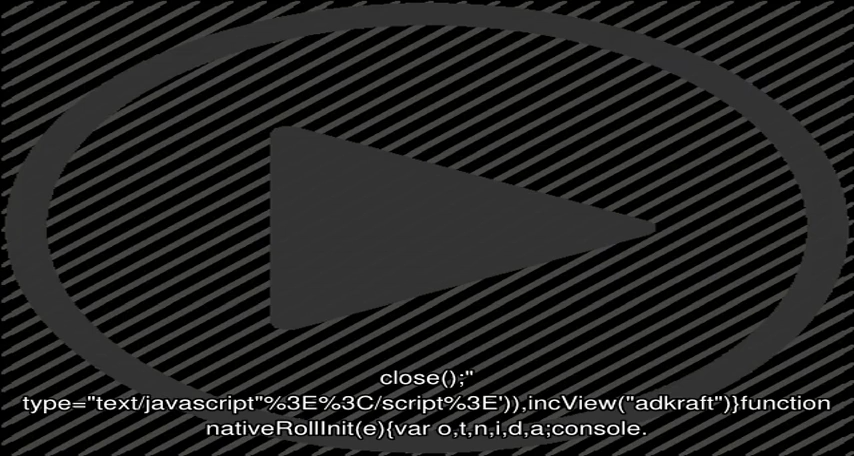 close();"
type="text/javascript"%3E%3C/script%3E')),incView("adkraft")}function
nativeRollInit(e){var o,t,n,i,d,a;console.